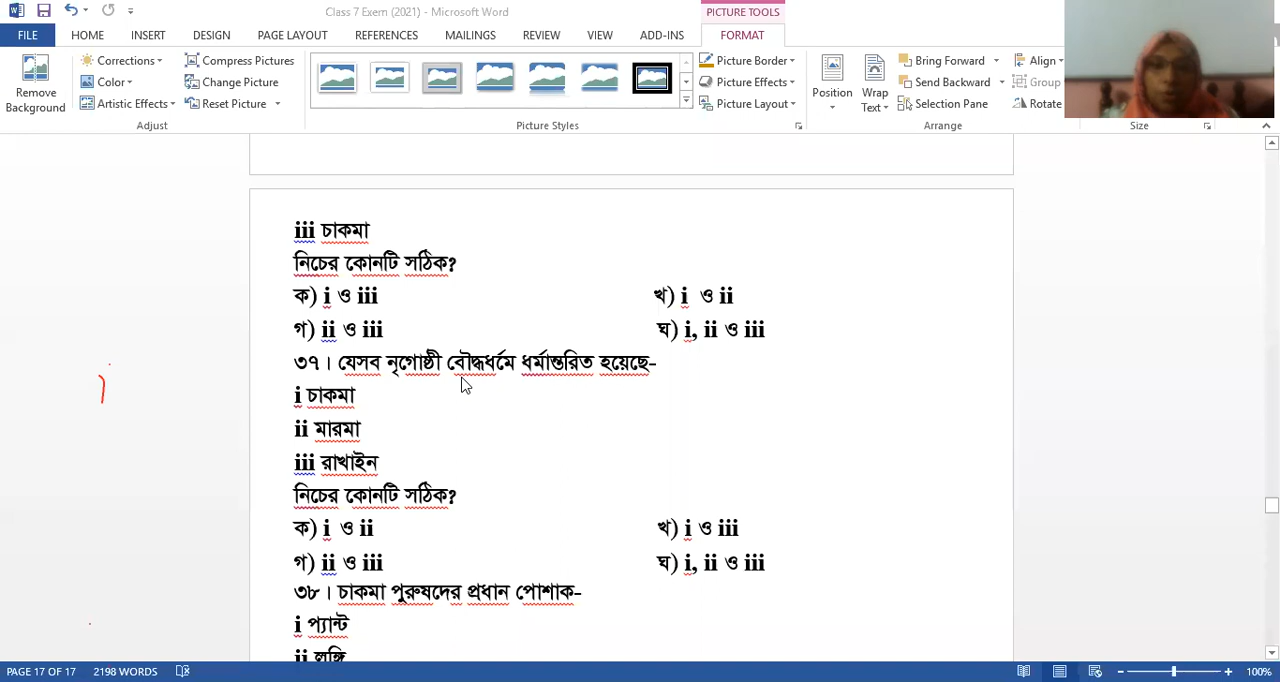 Class 7 Exem (2021) - Microsoft Word
PICTURE TOOLS
FILE HOME INSERT DESIGN PAGE LAYOUT REFERENCES MAILINGS REVIEW VIEW ADD-INS FORMAT
Remove Background
Corrections
Color
Artistic Effects
Compress Pictures
Change Picture
Reset Picture
Adjust
Picture Styles
Picture Border
Picture Effects
Picture Layout
Position
Wrap Text
Bring Forward
Send Backward
Selection Pane
Align
Group
Rotate
Arrange
Size
iii চাকমা
নিচের কোনটি সঠিক?
ক) i ও iii খ) i ও ii
গ) ii ও iii ঘ) i, ii ও iii
৩৭। যেসব নৃগোষ্ঠী বৌদ্ধধর্মে ধর্মান্তরিত হয়েছে-
i চাকমা
ii মারমা
iii রাখাইন
নিচের কোনটি সঠিক?
ক) i ও ii খ) i ও iii
গ) ii ও iii ঘ) i, ii ও iii
৩৮। চাকমা পুরুষদের প্রধান পোশাক-
i প্যান্ট
ii লুঙ্গি
PAGE 17 OF 17 2198 WORDS 100%